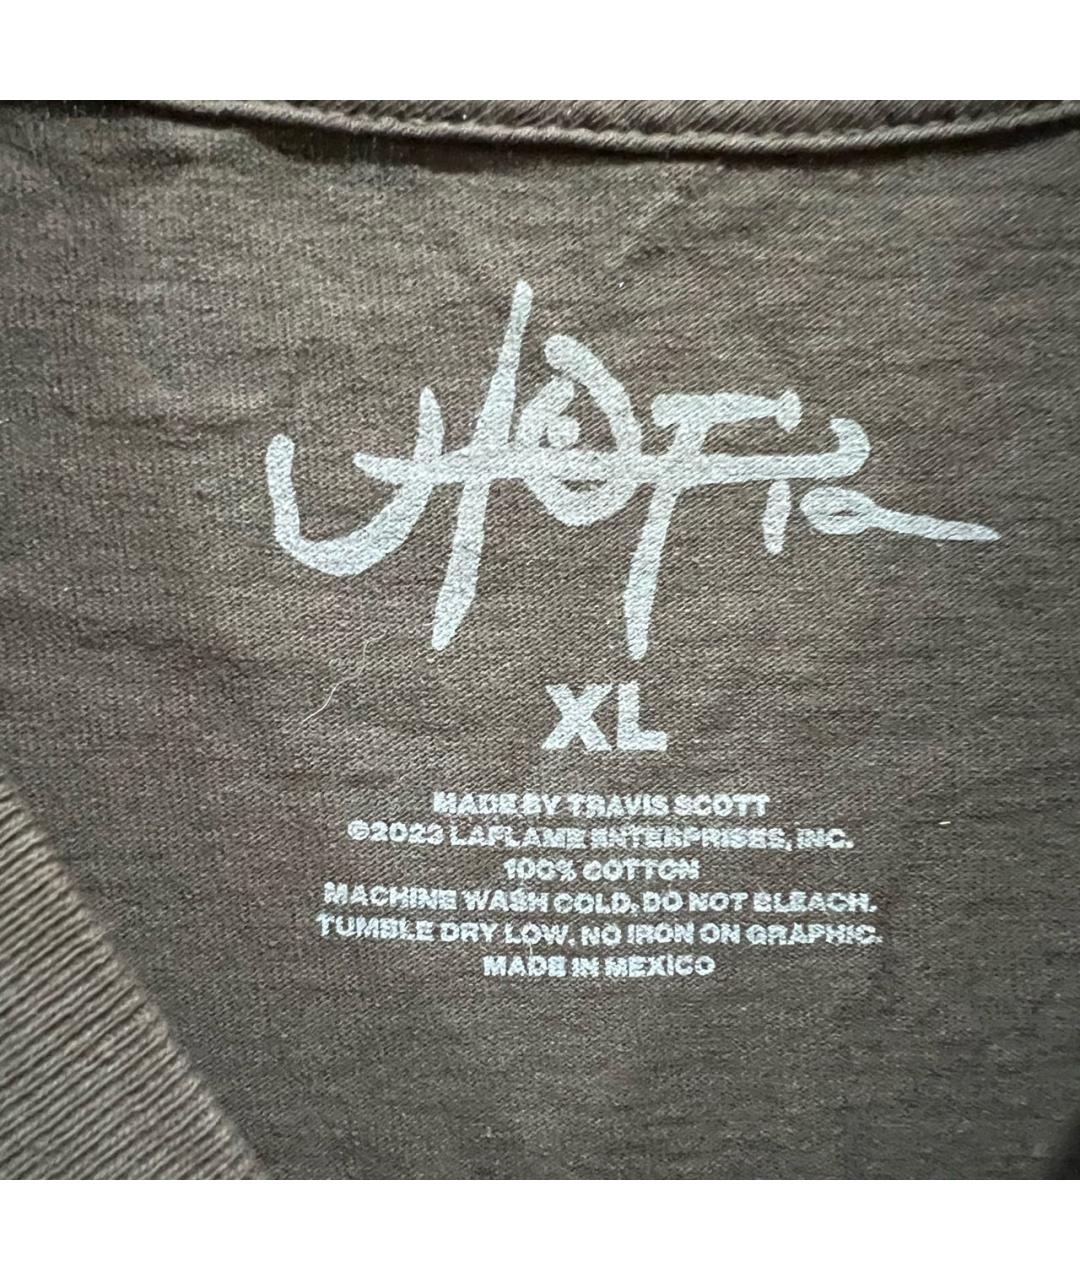 UTOPIA
XL
MADE BY TRAVIS SCOTT
©2023 LAFLAME ENTERPRISES, INC.
100% COTTON
MACHINE WASH COLD, DO NOT BLEACH.
TUMBLE DRY LOW, NO IRON ON GRAPHIC.
MADE IN MEXICO